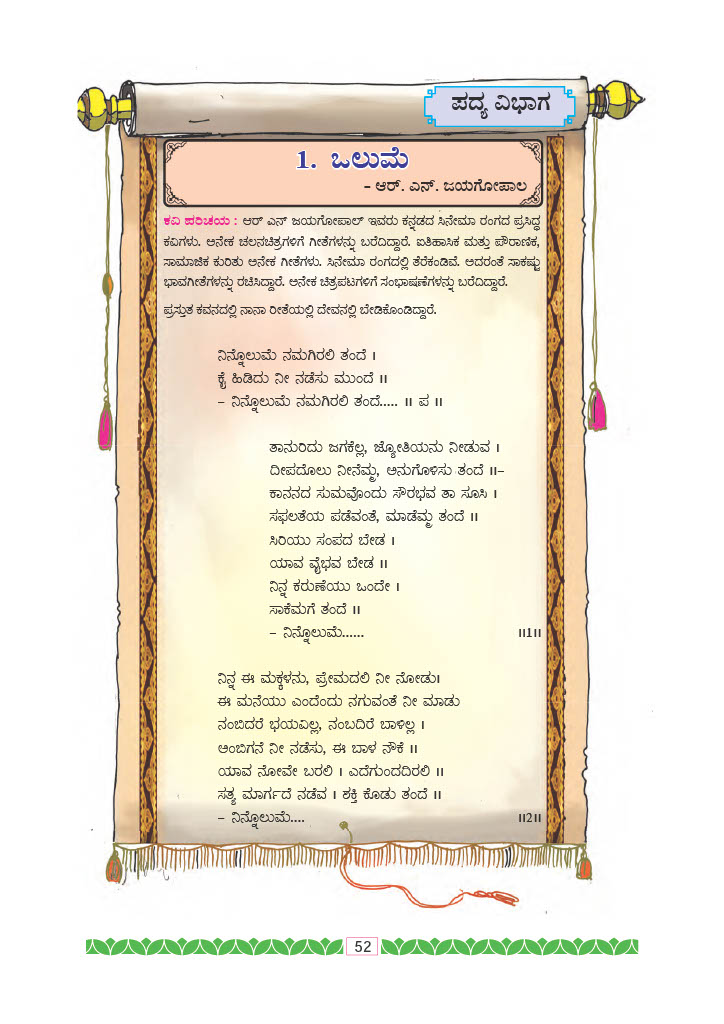 ಪದ್ಯ ವಿಭಾಗ
1. ಒಲುಮೆ
– ಆರ್. ಎನ್. ಜಯಗೋಪಾಲ
ಕವಿ ಪರಿಚಯ : ಆರ್ ಎನ್ ಜಯಗೋಪಾಲ್ ಇವರು ಕನ್ನಡದ ಸಿನೇಮಾ ರಂಗದ ಪ್ರಸಿದ್ಧ
ಕವಿಗಳು. ಅನೇಕ ಚಲನಚಿತ್ರಗಳಿಗೆ ಗೀತೆಗಳನ್ನು ಬರೆದಿದ್ದಾರೆ. ಐತಿಹಾಸಿಕ ಮತ್ತು ಪೌರಾಣಿಕ,
ಸಾಮಾಜಿಕ ಕುರಿತು ಅನೇಕ ಗೀತೆಗಳು. ಸಿನೇಮಾ ರಂಗದಲ್ಲಿ ತೆರೆಕಂಡಿವೆ. ಅದರಂತೆ ಸಾಕಷ್ಟು
ಭಾವಗೀತೆಗಳನ್ನು ರಚಿಸಿದ್ದಾರೆ. ಅನೇಕ ಚಿತ್ರಪಟಗಳಿಗೆ ಸಂಭಾಷಣೆಗಳನ್ನು ಬರೆದಿದ್ದಾರೆ.
ಪ್ರಸ್ತುತ ಕವನದಲ್ಲಿ ನಾನಾ ರೀತೆಯಲ್ಲಿ ದೇವನಲ್ಲಿ ಬೇಡಿಕೊಂಡಿದ್ದಾರೆ.
ನಿನ್ನೊಲುಮೆ ನಮಗಿರಲಿ ತಂದೆ ।
ಕೈ ಹಿಡಿದು ನೀ ನಡೆಸು ಮುಂದೆ ॥
– ನಿನ್ನೊಲುಮೆ ನಮಗಿರಲಿ ತಂದೆ..... ॥ ಪ ॥
ತಾನುರಿದು ಜಗಕೆಲ್ಲ, ಜ್ಯೋತಿಯನು ನೀಡುವ ।
ದೀಪದೊಲು ನೀನೆಮ್ಮ, ಅನುಗೊಳಿಸು ತಂದೆ ॥–
ಕಾನನದ ಸುಮವೊಂದು ಸೌರಭವ ತಾ ಸೂಸಿ ।
ಸಫಲತೆಯ ಪಡೆವಂತೆ, ಮಾಡೆಮ್ಮ ತಂದೆ ॥
ಸಿರಿಯು ಸಂಪದ ಬೇಡ ।
ಯಾವ ವೈಭವ ಬೇಡ ॥
ನಿನ್ನ ಕರುಣೆಯು ಒಂದೇ ।
ಸಾಕೆಮಗೆ ತಂದೆ ॥
– ನಿನ್ನೊಲುಮೆ...... ॥1॥
ನಿನ್ನ ಈ ಮಕ್ಕಳನು, ಪ್ರೇಮದಲಿ ನೀ ನೋಡು।
ಈ ಮನೆಯು ಎಂದೆಂದು ನಗುವಂತೆ ನೀ ಮಾಡು
ನಂಬಿದರೆ ಭಯವಿಲ್ಲ, ನಂಬದಿರೆ ಬಾಳಿಲ್ಲ ।
ಅಂಬಿಗನೆ ನೀ ನಡೆಸು, ಈ ಬಾಳ ನೌಕೆ ॥
ಯಾವ ನೋವೇ ಬರಲಿ । ಎದೆಗುಂದದಿರಲಿ ॥
ಸತ್ಯ ಮಾರ್ಗದೆ ನಡೆವ । ಶಕ್ತಿ ಕೊಡು ತಂದೆ ॥
– ನಿನ್ನೊಲುಮೆ.... ॥2॥
52